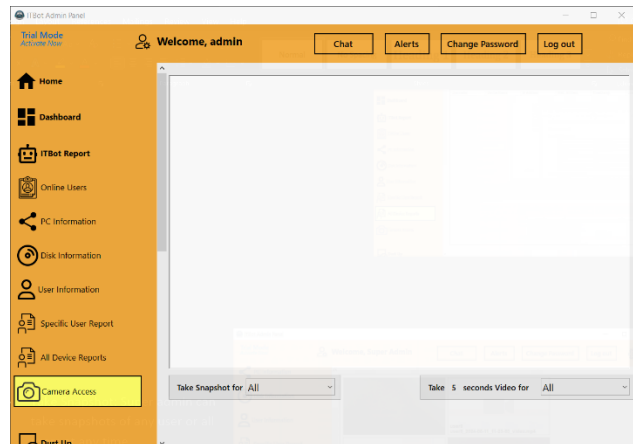 ITBot Admin Panel
Trial Mode
Activate Now
Welcome, admin
Chat
Alerts
Change Password
Log out
Home
Dashboard
ITBot Report
Online Users
PC Information
Disk Information
User Information
Specific User Report
All Device Reports
Camera Access
Dust Up
Take Snapshot for All
Take 5 seconds Video for All